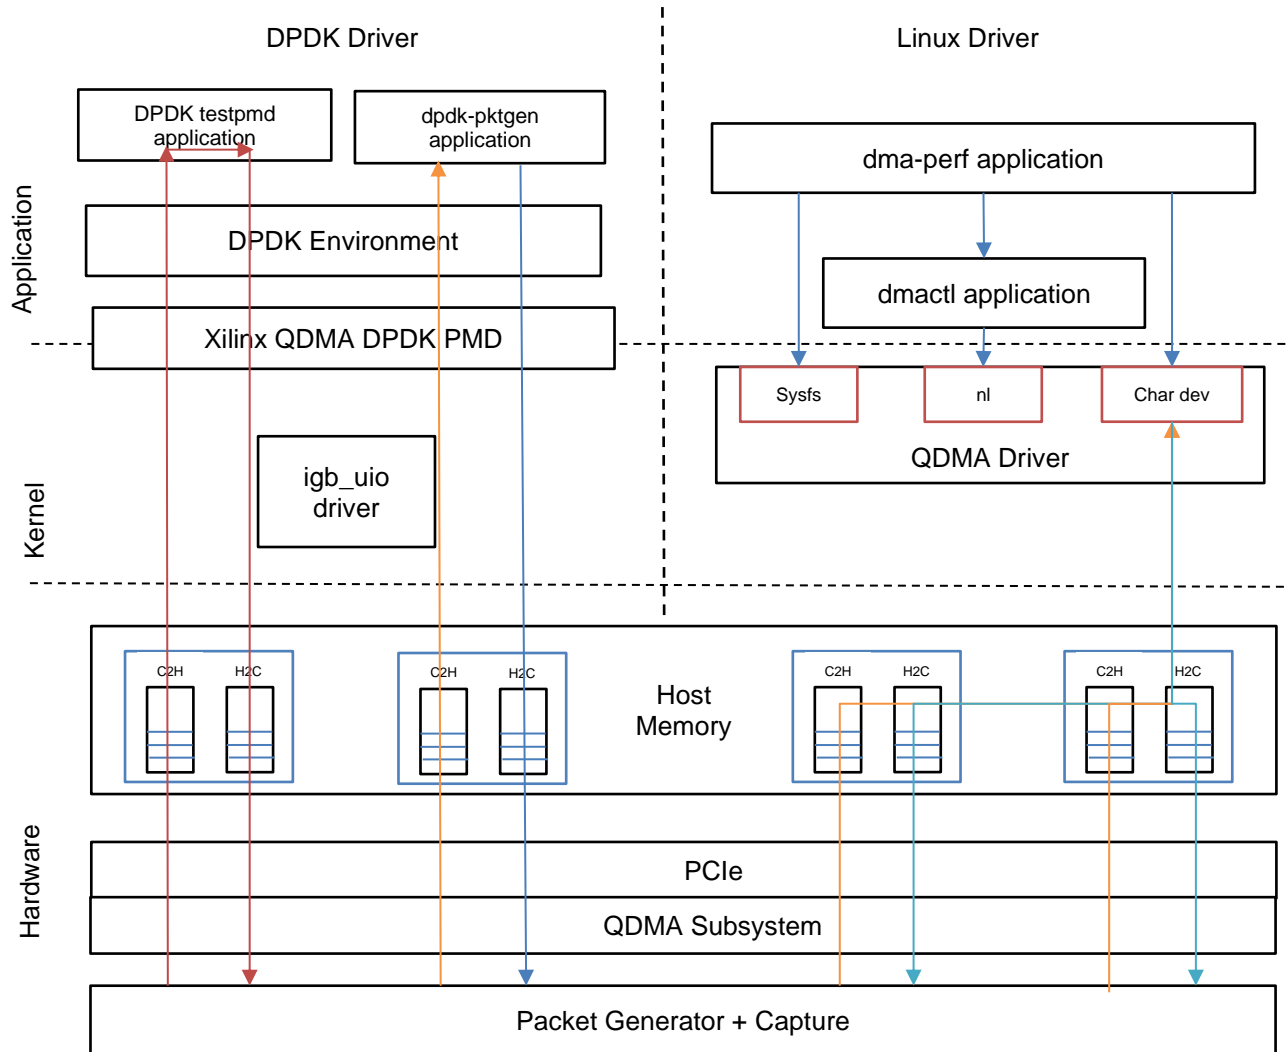 DPDK Driver
Linux Driver
DPDK testpmd
application
dpdk-pktgen
application
dma-perf application
Application
DPDK Environment
dmactl application
Xilinx QDMA DPDK PMD
Sysfs
nl
Char dev
QDMA Driver
igb_uio
driver
Kernel
C2H
H2C
C2H
H2C
Host
Memory
C2H
H2C
C2H
H2C
Hardware
PCIe
QDMA Subsystem
Packet Generator + Capture